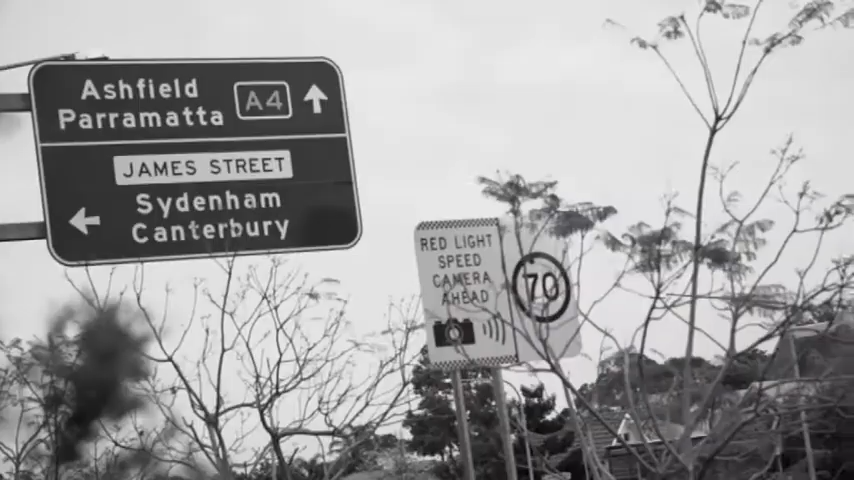 Ashfield
Parramatta
A4
JAMES STREET
Sydenham
Canterbury
RED LIGHT
SPEED
CAMERA
AHEAD
70